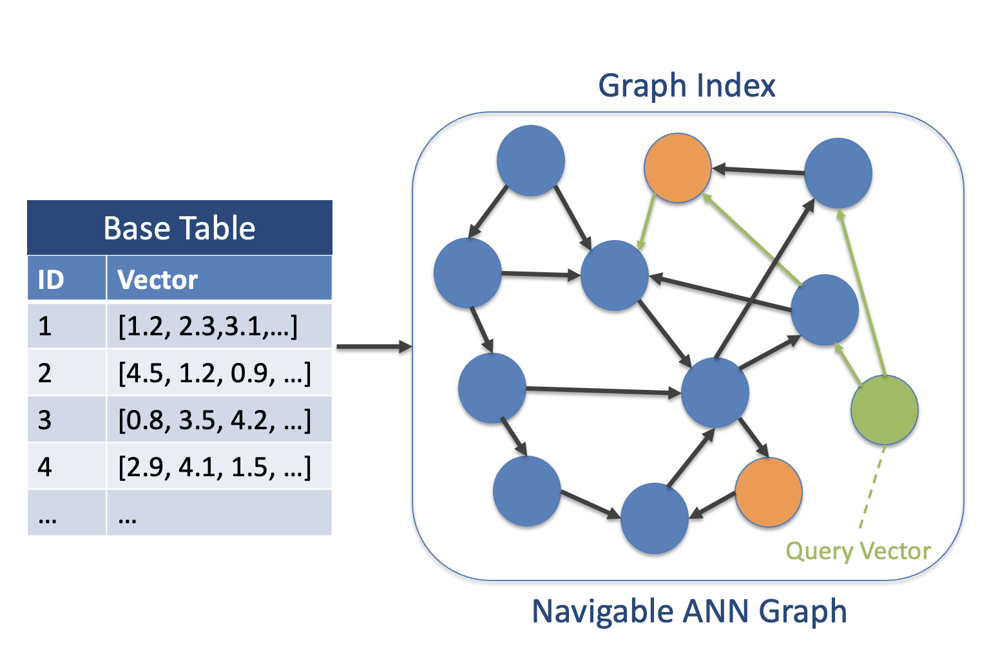 Graph Index
Base Table
ID Vector
1 [1.2, 2.3,3.1,...]
2 [4.5, 1.2, 0.9, ...]
3 [0.8, 3.5, 4.2, ...]
4 [2.9, 4.1, 1.5, ...]
... ...
Query Vector
Navigable ANN Graph